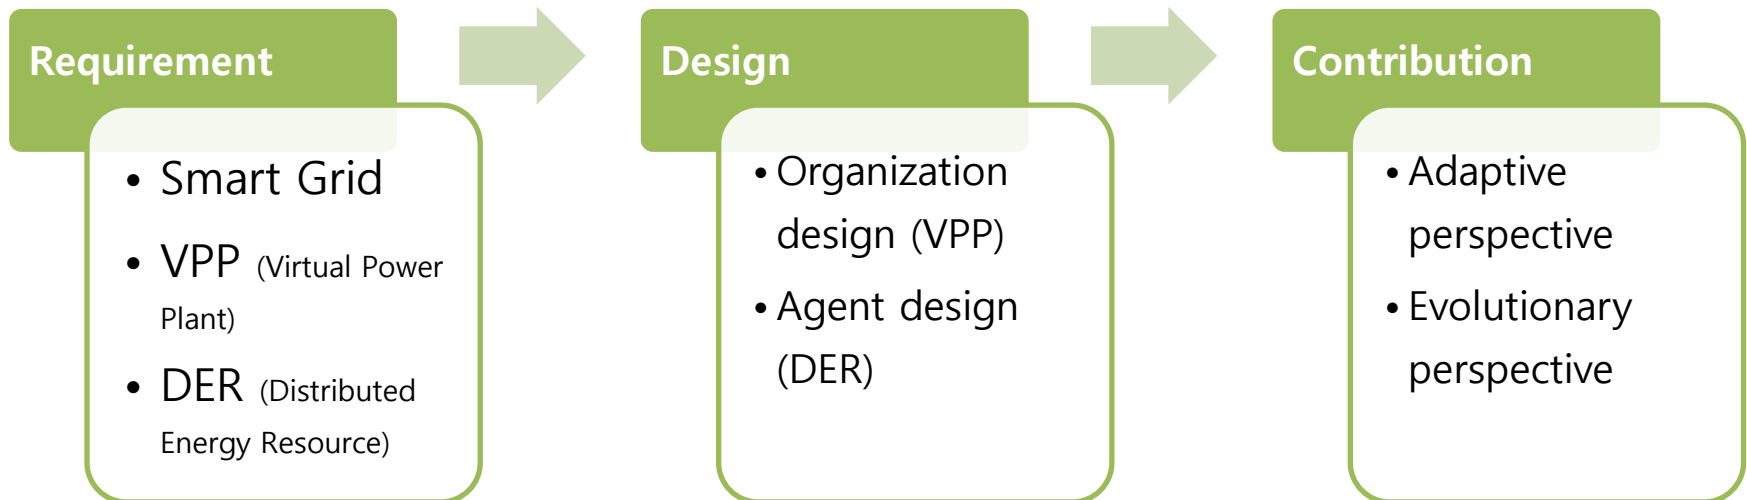 Requirement
• Smart Grid
• VPP (Virtual Power
Plant)
• DER (Distributed
Energy Resource)
Design
• Organization
design (VPP)
• Agent design
(DER)
Contribution
• Adaptive
perspective
• Evolutionary
perspective